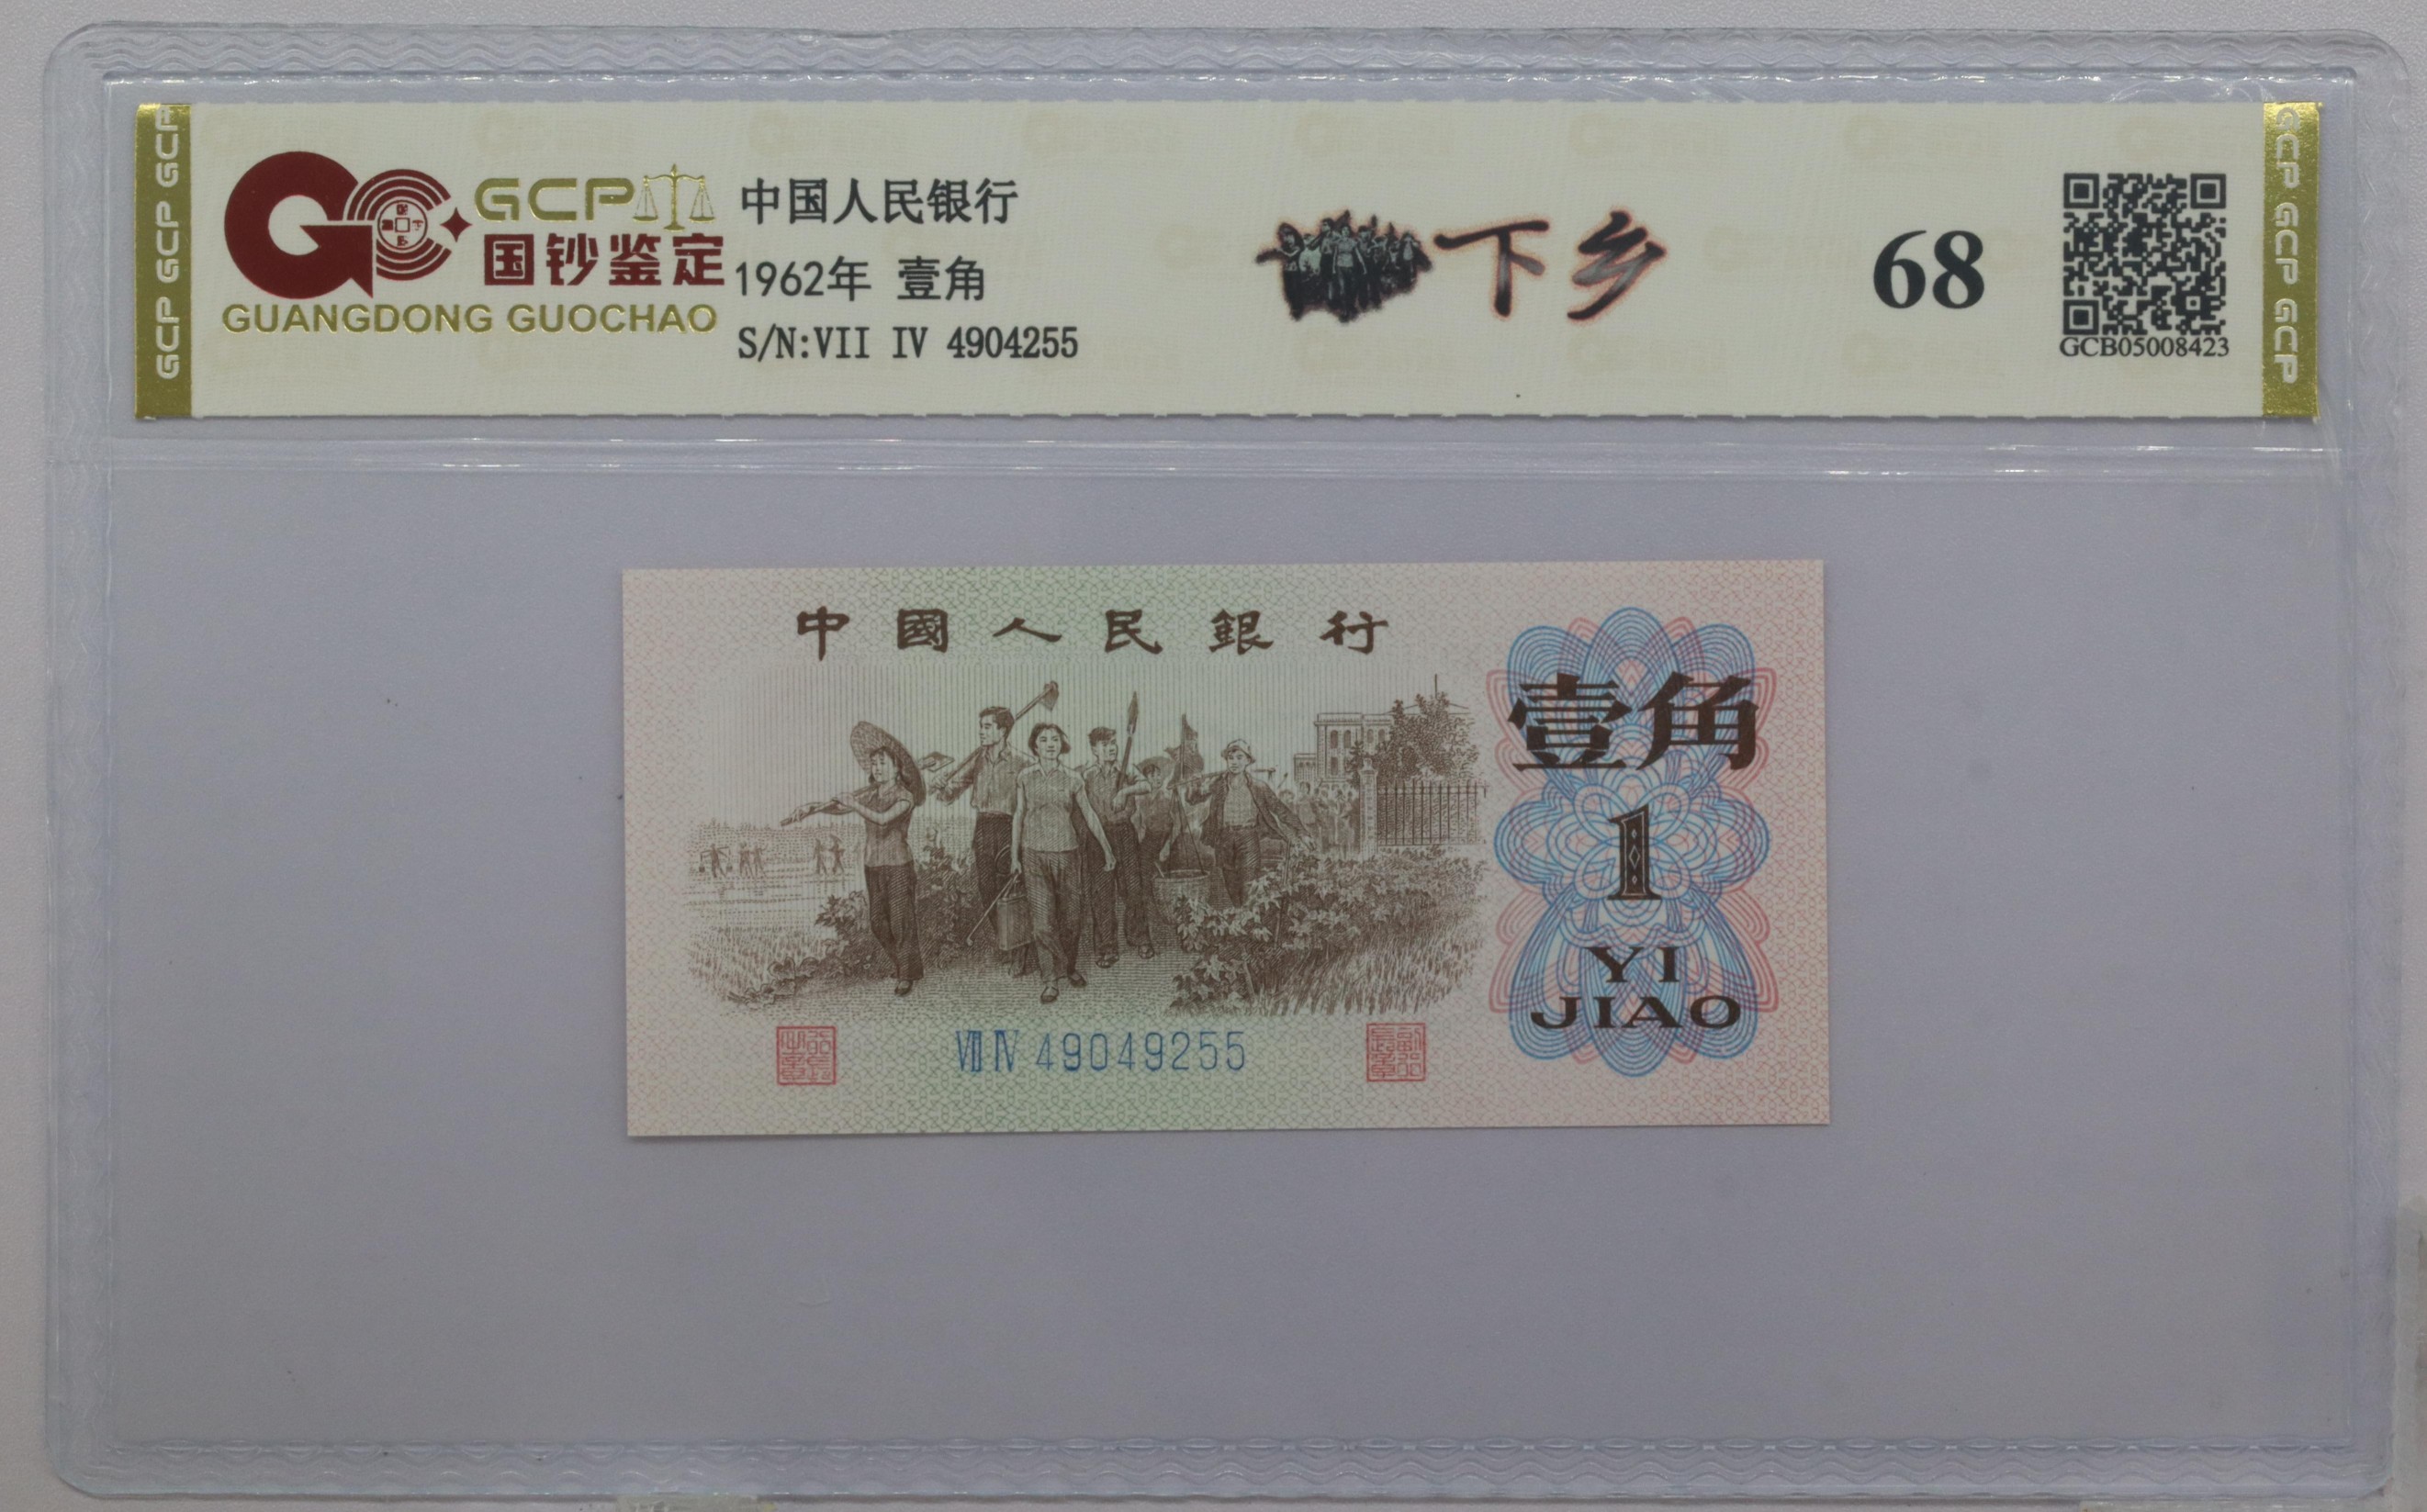 GCP GCP GCP
GCP
国钞鉴定
GUANGDONG GUOCHAO
中国人民银行
1962年 壹角
S/N:VII IV 4904255
下乡
68
GCB05008423
GCP GCP GCP
中國人民銀行
壹角
1
YI
JIAO
VIII IV 49049255